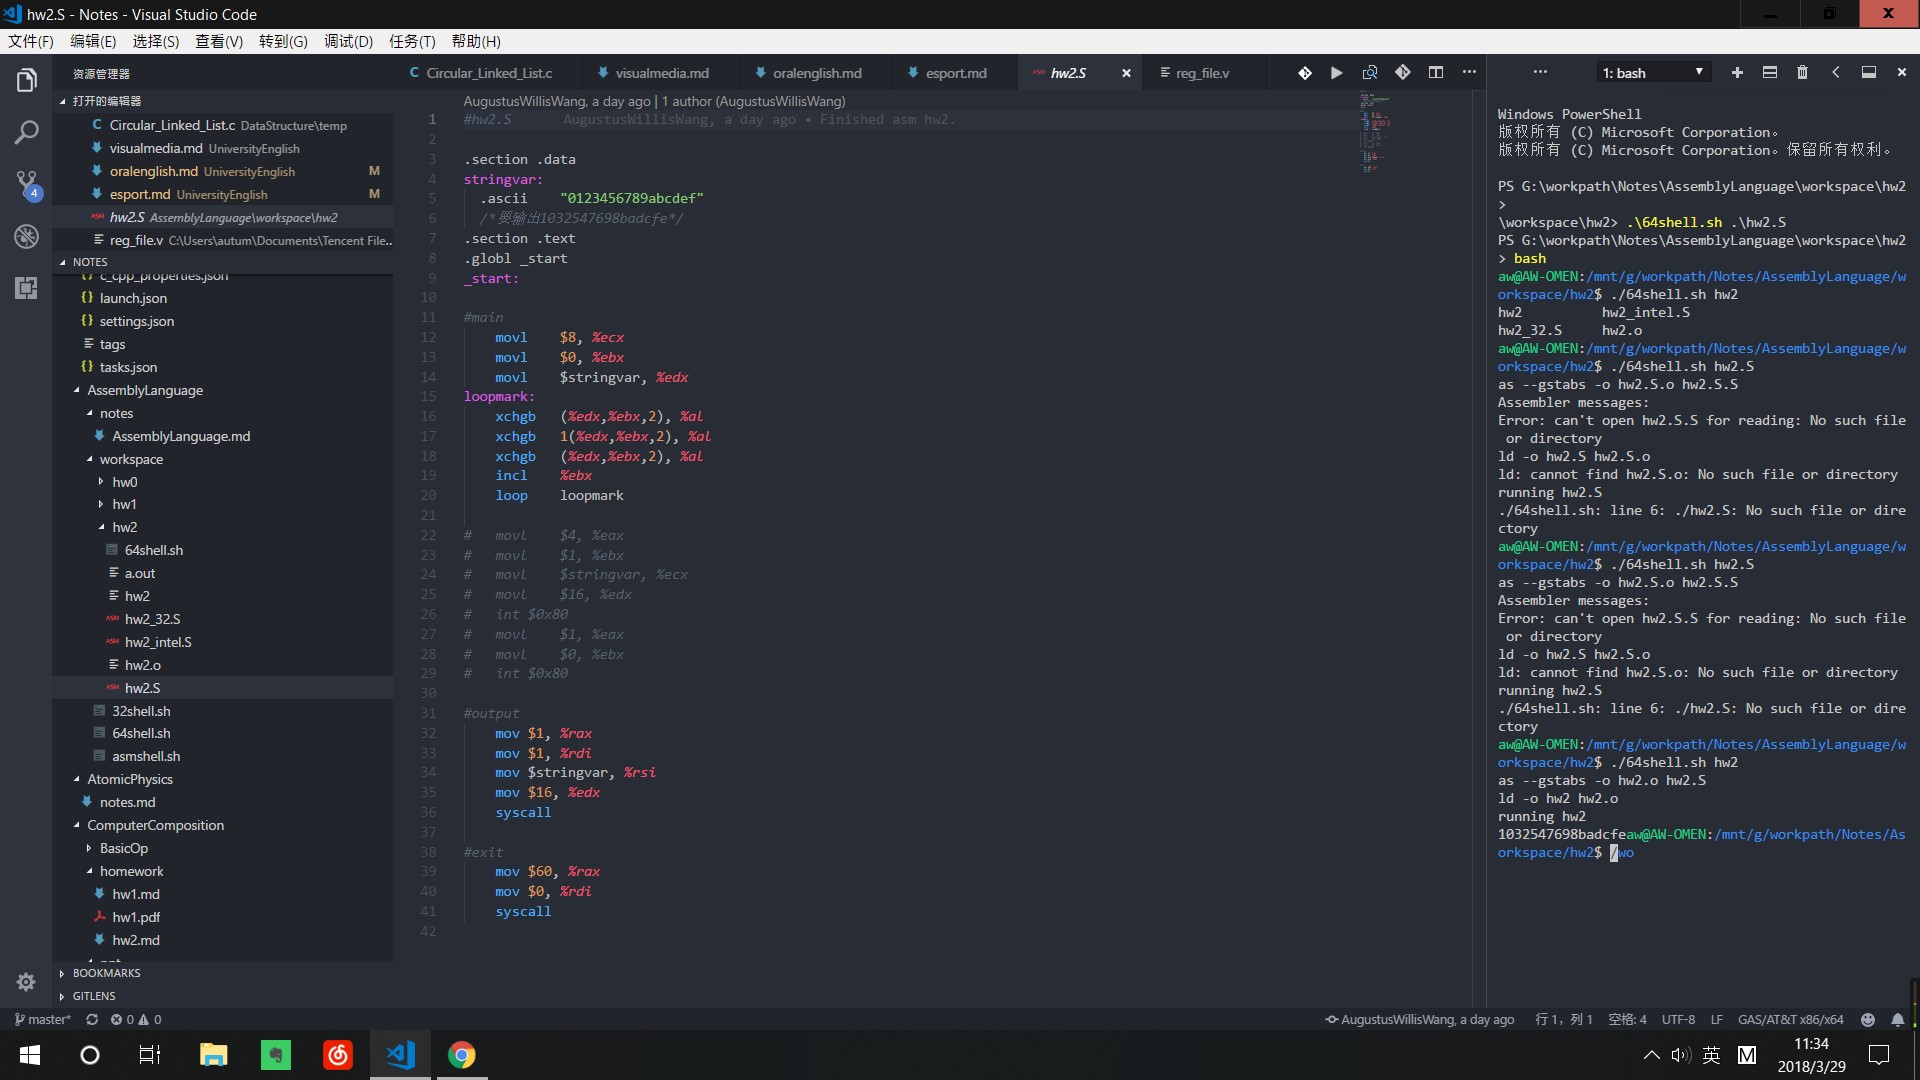 hw2.S - Notes - Visual Studio Code
文件(F) 编辑(E) 选择(S) 查看(V) 转到(G) 调试(D) 任务(T) 帮助(H)
资源管理器
打开的编辑器
Circular_Linked_List.c DataStructure\temp
visualmedia.md UniversityEnglish
oralenglish.md UniversityEnglish M
esport.md UniversityEnglish M
hw2.S AssemblyLanguage\workspace\hw2
reg_file.v C:\Users\autum\Documents\Tencent File...
NOTES
c_cpp_properties.json
launch.json
settings.json
tags
tasks.json
AssemblyLanguage
notes
AssemblyLanguage.md
workspace
hw0
hw1
hw2
64shell.sh
a.out
hw2
hw2_32.S
hw2_intel.S
hw2.o
hw2.S
32shell.sh
64shell.sh
asmshell.sh
AtomicPhysics
notes.md
ComputerComposition
BasicOp
homework
hw1.md
hw1.pdf
hw2.md
BOOKMARKS
GITLENS
4
Circular_Linked_List.c visualmedia.md oralenglish.md esport.md hw2.S reg_file.v
AugustusWillisWang, a day ago | 1 author (AugustusWillisWang)
1 #hw2.S AugustusWillisWang, a day ago • Finished asm hw2.
2
3 .section .data
4 stringvar:
5 .ascii "0123456789abcdef"
6 /*要输出1032547698badcfe*/
7 .section .text
8 .globl _start
9 _start:
10
11 #main
12 movl $8, %ecx
13 movl $0, %ebx
14 movl $stringvar, %edx
15 loopmark:
16 xchgb (%edx,%ebx,2), %al
17 xchgb 1(%edx,%ebx,2), %al
18 xchgb (%edx,%ebx,2), %al
19 incl %ebx
20 loop loopmark
21
22 # movl $4, %eax
23 # movl $1, %ebx
24 # movl $stringvar, %ecx
25 # movl $16, %edx
26 # int $0x80
27 # movl $1, %eax
28 # movl $0, %ebx
29 # int $0x80
30
31 #output
32 mov $1, %rax
33 mov $1, %rdi
34 mov $stringvar, %rsi
35 mov $16, %edx
36 syscall
37
38 #exit
39 mov $60, %rax
40 mov $0, %rdi
41 syscall
42
1: bash
Windows PowerShell
版权所有 (C) Microsoft Corporation。
版权所有 (C) Microsoft Corporation。保留所有权利。
PS G:\workpath\Notes\AssemblyLanguage\workspace\hw2
>
\workspace\hw2> .\64shell.sh .\hw2.S
PS G:\workpath\Notes\AssemblyLanguage\workspace\hw2
> bash
aw@AW-OMEN:/mnt/g/workpath/Notes/AssemblyLanguage/w
orkspace/hw2$ ./64shell.sh hw2
hw2 hw2_intel.S
hw2_32.S hw2.o
aw@AW-OMEN:/mnt/g/workpath/Notes/AssemblyLanguage/w
orkspace/hw2$ ./64shell.sh hw2.S
as --gstabs -o hw2.S.o hw2.S.S
Assembler messages:
Error: can't open hw2.S.S for reading: No such file
or directory
ld -o hw2.S hw2.S.o
ld: cannot find hw2.S.o: No such file or directory
running hw2.S
./64shell.sh: line 6: ./hw2.S: No such file or dire
ctory
aw@AW-OMEN:/mnt/g/workpath/Notes/AssemblyLanguage/w
orkspace/hw2$ ./64shell.sh hw2.S
as --gstabs -o hw2.S.o hw2.S.S
Assembler messages:
Error: can't open hw2.S.S for reading: No such file
or directory
ld -o hw2.S hw2.S.o
ld: cannot find hw2.S.o: No such file or directory
running hw2.S
./64shell.sh: line 6: ./hw2.S: No such file or dire
ctory
aw@AW-OMEN:/mnt/g/workpath/Notes/AssemblyLanguage/w
orkspace/hw2$ ./64shell.sh hw2
as --gstabs -o hw2.o hw2.S
ld -o hw2 hw2.o
running hw2
1032547698badcfeaw@AW-OMEN:/mnt/g/workpath/Notes/As
orkspace/hw2$ /wo
master* 0 0 AugustusWillisWang, a day ago 行 1，列 1 空格: 4 UTF-8 LF GAS/AT&T x86/x64
英 M 11:34
2018/3/29